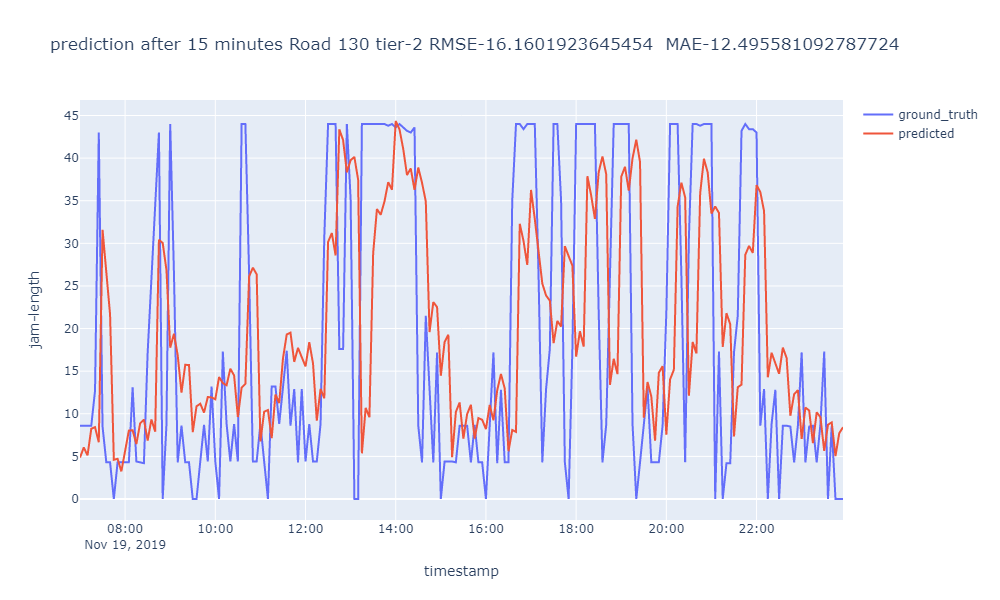 prediction after 15 minutes Road 130 tier-2 RMSE-16.1601923645454  MAE-12.495581092787724
ground_truth
predicted
jam-length
45
40
35
30
25
20
15
10
5
0
08:00 10:00 12:00 14:00 16:00 18:00 20:00 22:00
Nov 19, 2019
timestamp